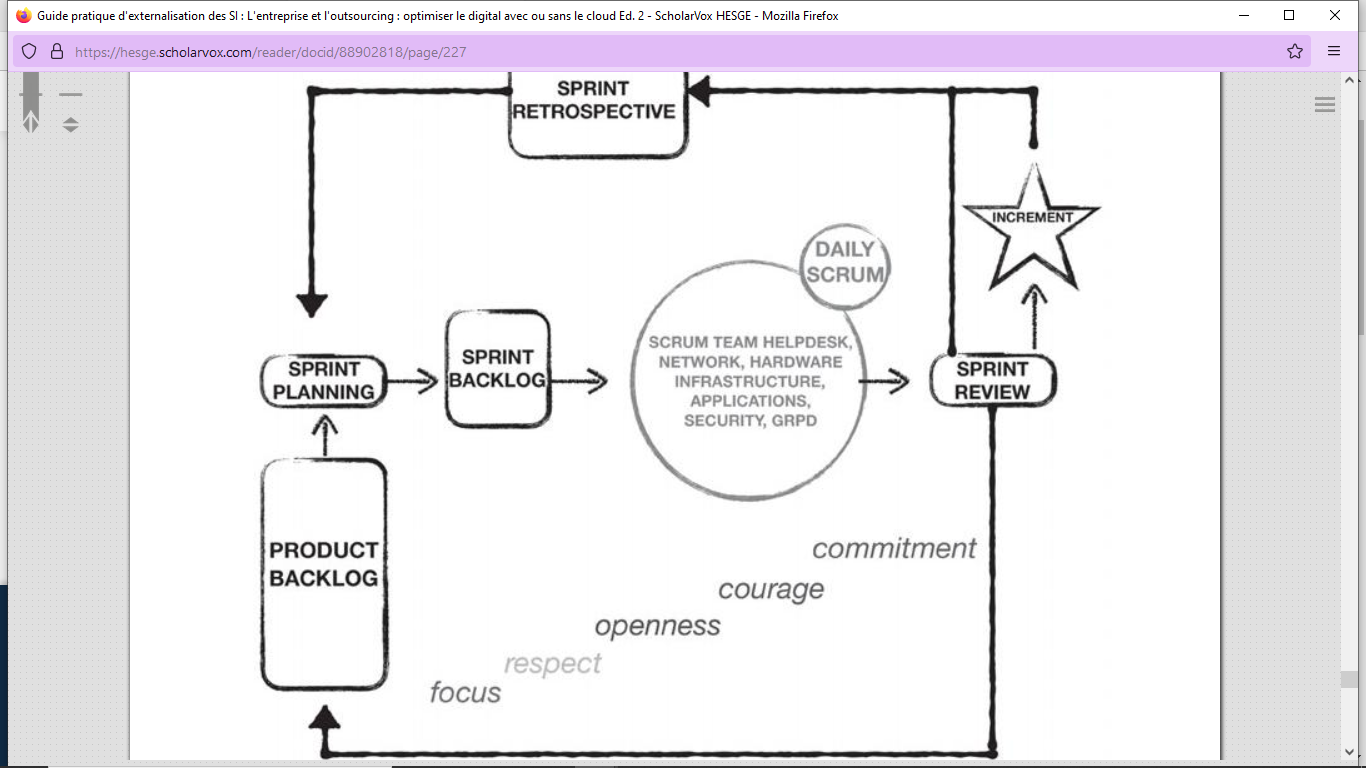 Guide pratique d'externalisation des SI : L'entreprise et l'outsourcing : optimiser le digital avec ou sans le cloud Ed. 2 - ScholarVox HESGE - Mozilla Firefox
https://hesge.scholarvox.com/reader/docid/88902818/page/227
SPRINT
RETROSPECTIVE
INCREMENT
DAILY
SCRUM
SCRUM TEAM HELPDESK,
NETWORK, HARDWARE
INFRASTRUCTURE,
APPLICATIONS,
SECURITY, GRPD
SPRINT
PLANNING
SPRINT
BACKLOG
SPRINT
REVIEW
PRODUCT
BACKLOG
commitment
courage
openness
respect
focus